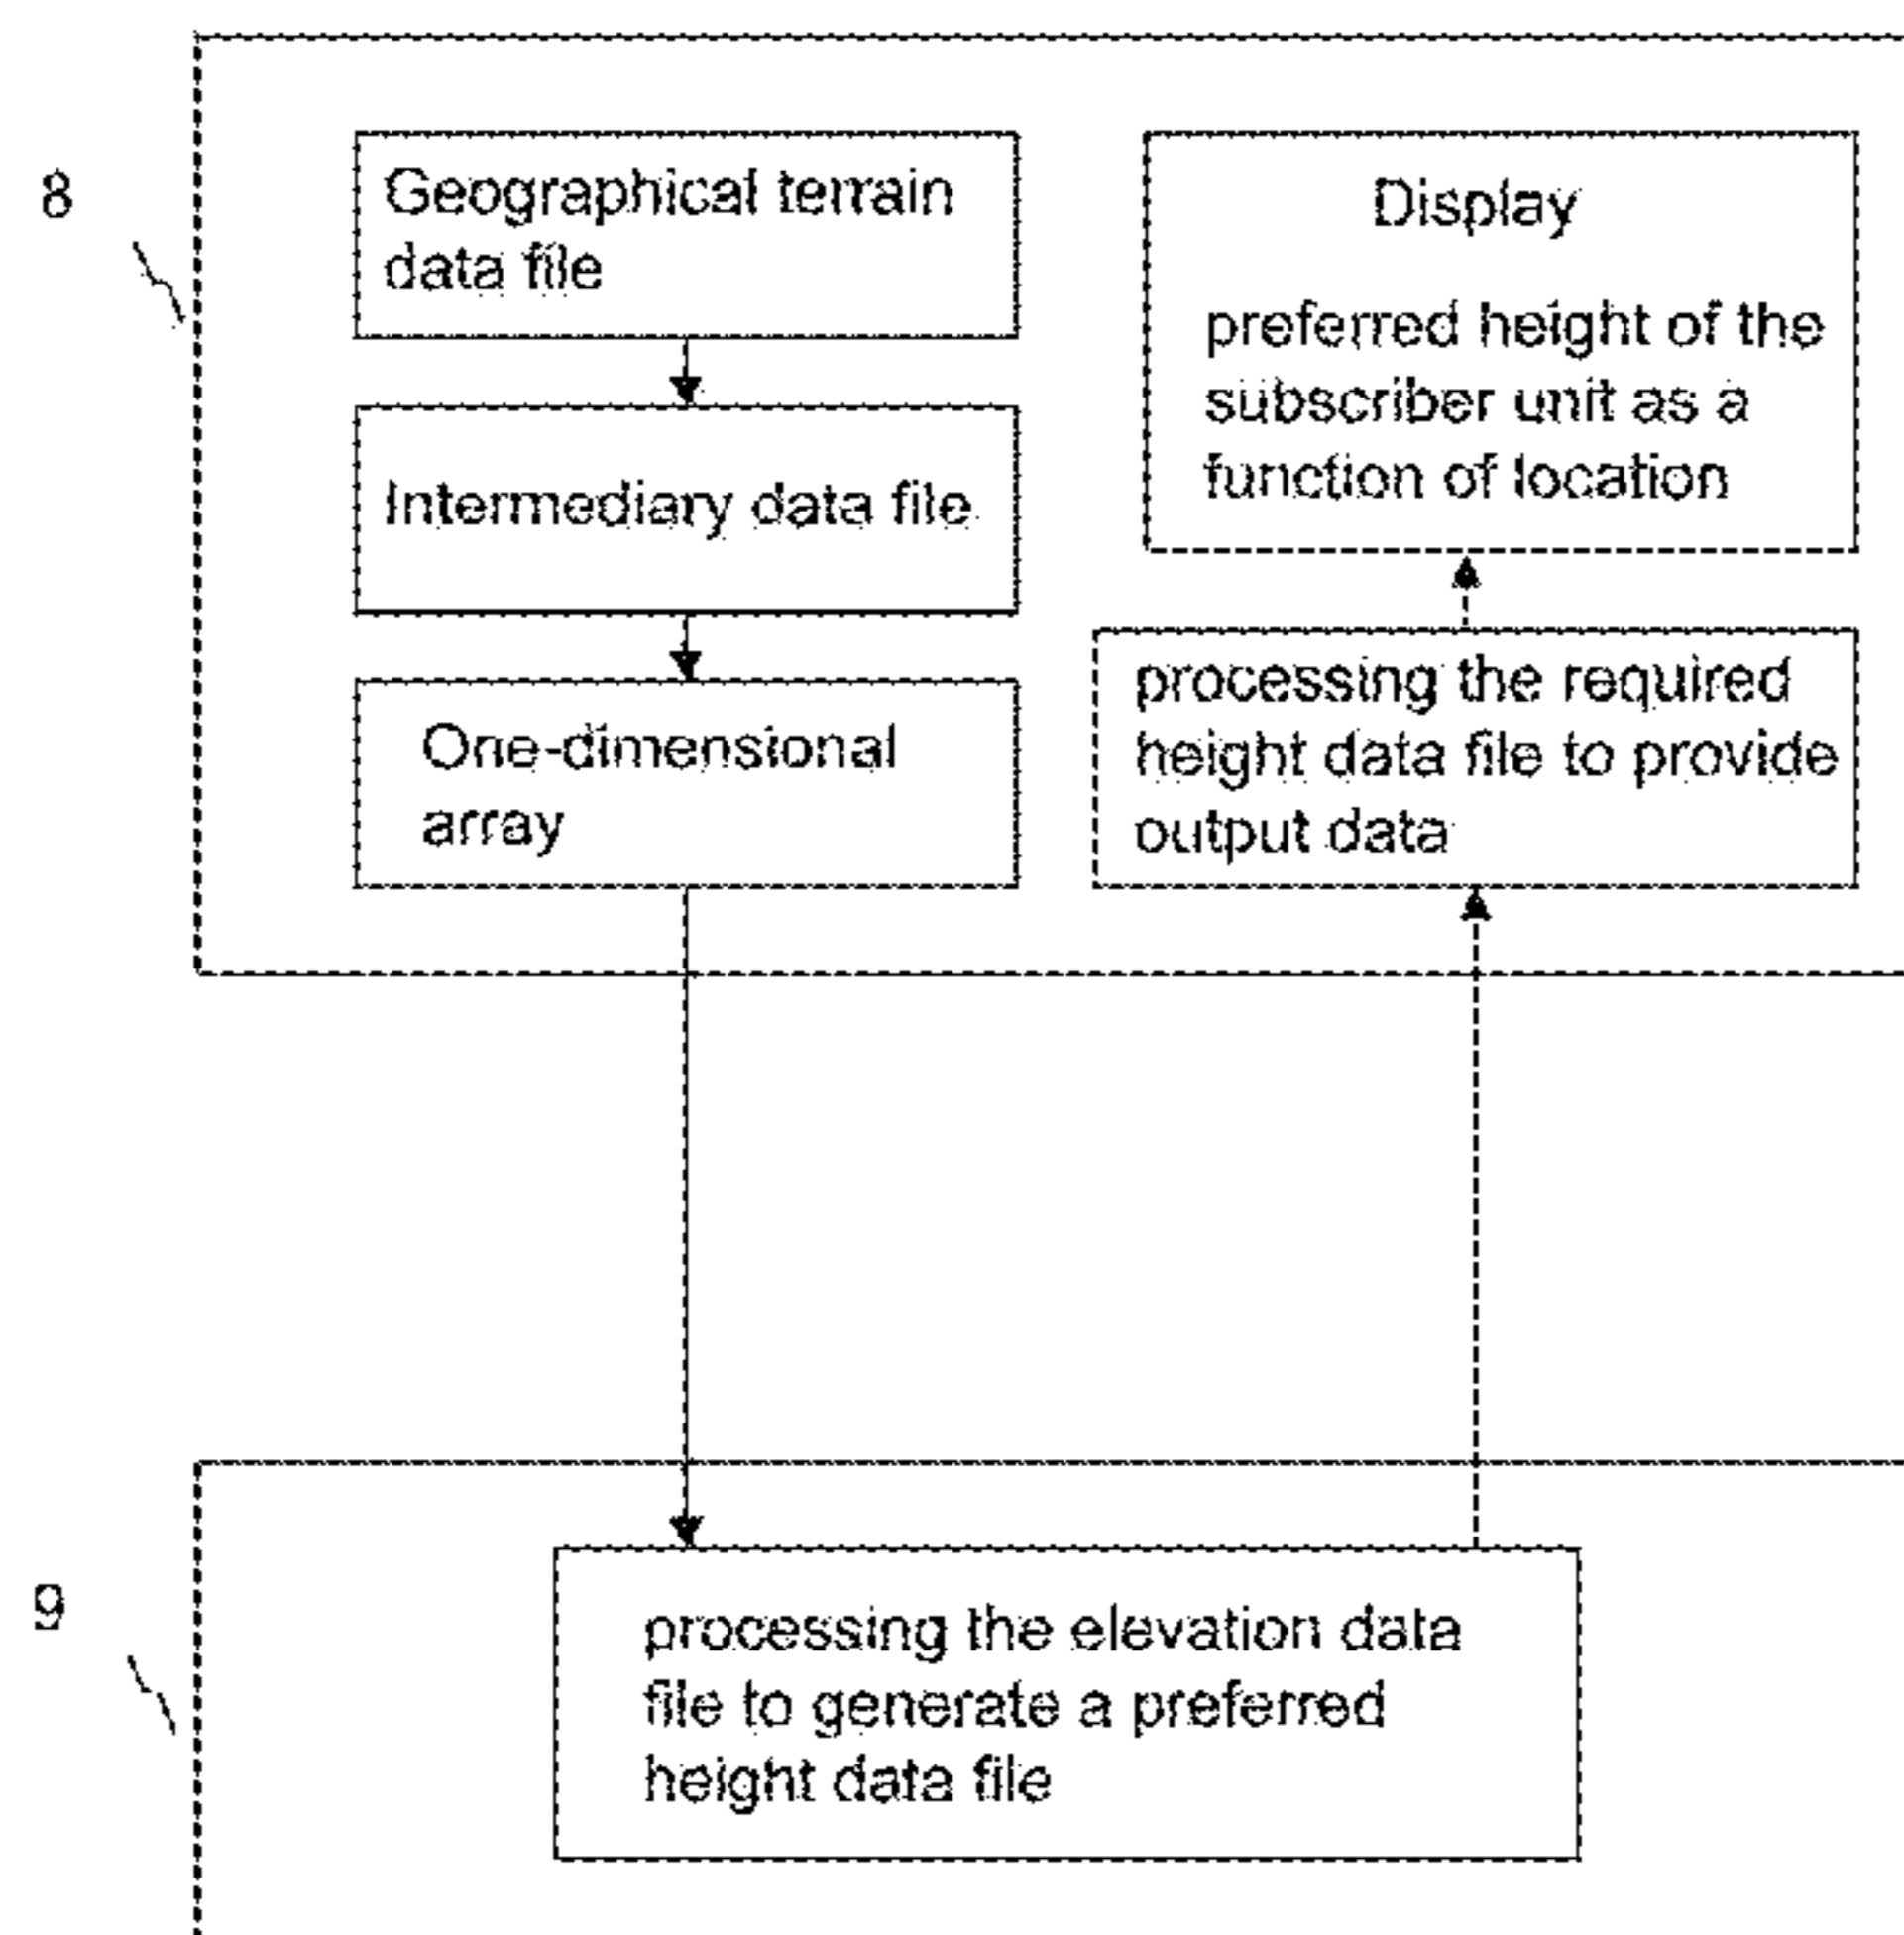 8
Geographical terrain
data file
Intermediary data file
One-dimensional
array
Display
preferred height of the
subscriber unit as a
function of location
processing the required
height data file to provide
output data
9
processing the elevation data
file to generate a preferred
height data file